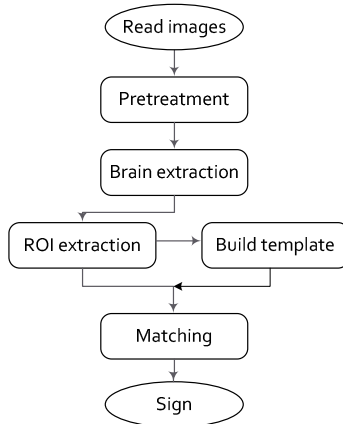 Read images
Pretreatment
Brain extraction
ROI extraction
Build template
Matching
Sign